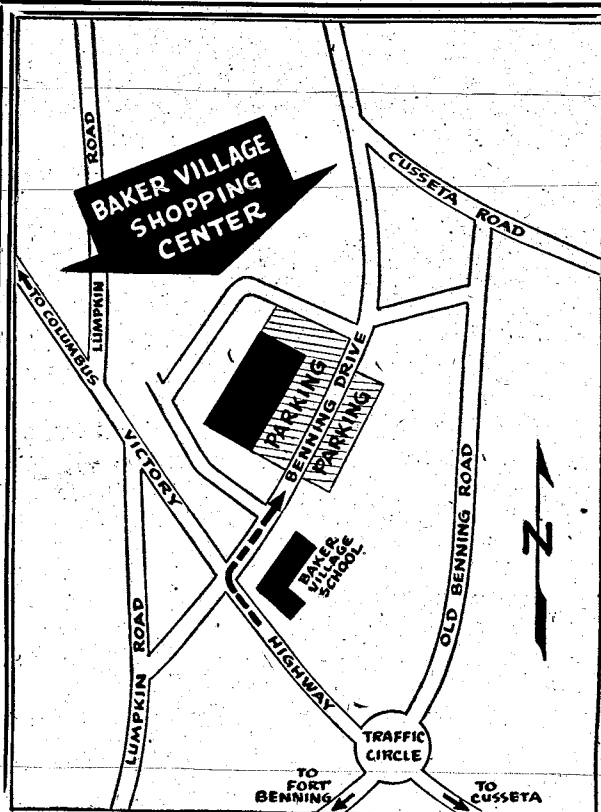 ROAD
BAKER VILLAGE
SHOPPING
CENTER
CUSSETA ROAD
LUMPKIN
TO COLUMBUS
VICTORY
PARKING
BENNING DRIVE
PARKING
BAKER
VILLAGE
SCHOOL
OLD BENNING ROAD
N
LUMPKIN ROAD
HIGHWAY
TRAFFIC
CIRCLE
TO
FORT
BENNING
TO
CUSSETA